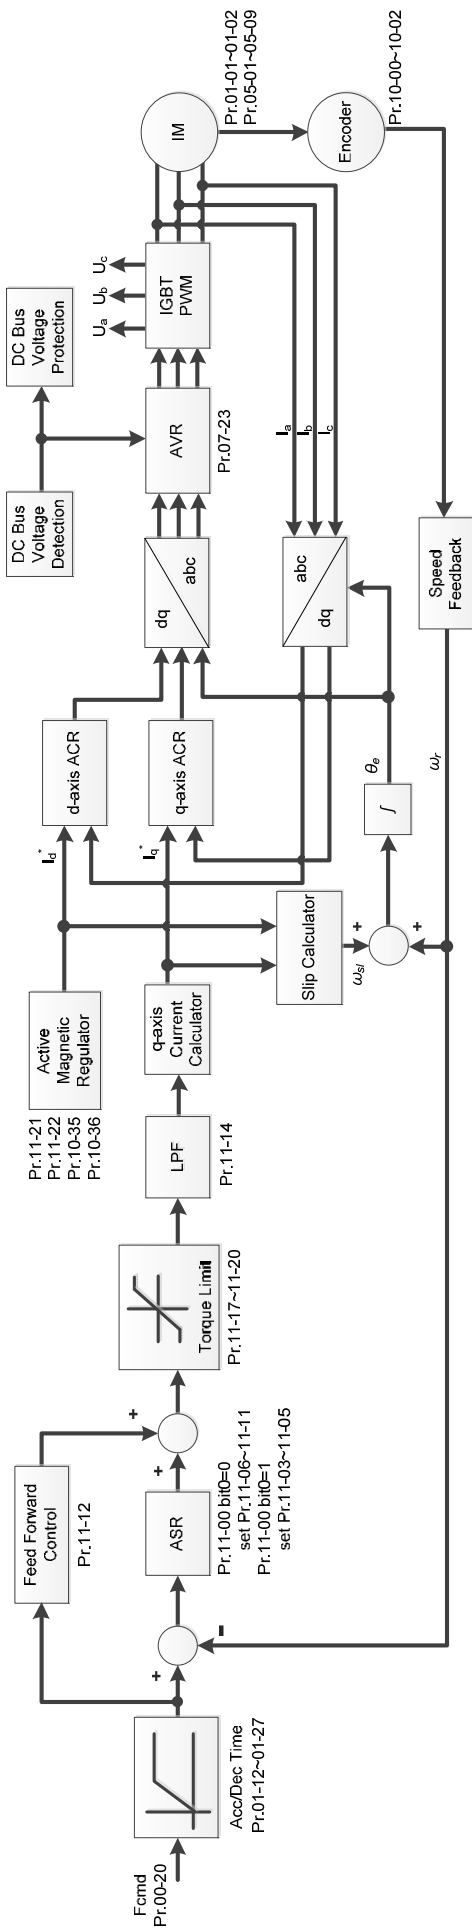 Fcmd
Pr.00-20
Acc/Dec Time
Pr.01-12~01-27
+
-
Feed Forward
Control
Pr.11-12
ASR
Pr.11-00 bit0=0
set Pr.11-06~11-11
Pr.11-00 bit0=1
set Pr.11-03~11-05
+
+
Torque Limit
Pr.11-17~11-20
LPF
Pr.11-14
q-axis
Current
Calculator
Active
Magnetic
Regulator
Pr.11-21
Pr.11-22
Pr.10-35
Pr.10-36
Id*
Iq*
Slip Calculator
ωsl
+
+
∫
θe
d-axis ACR
q-axis ACR
dq
abc
abc
dq
Ia
Ib
Ic
DC Bus
Voltage
Detection
DC Bus
Voltage
Protection
AVR
Pr.07-23
IGBT
PWM
Ua
Ub
Uc
IM
Pr.01-01~01-02
Pr.05-01~05-09
Encoder
Pr.10-00~10-02
Speed
Feedback
ωr